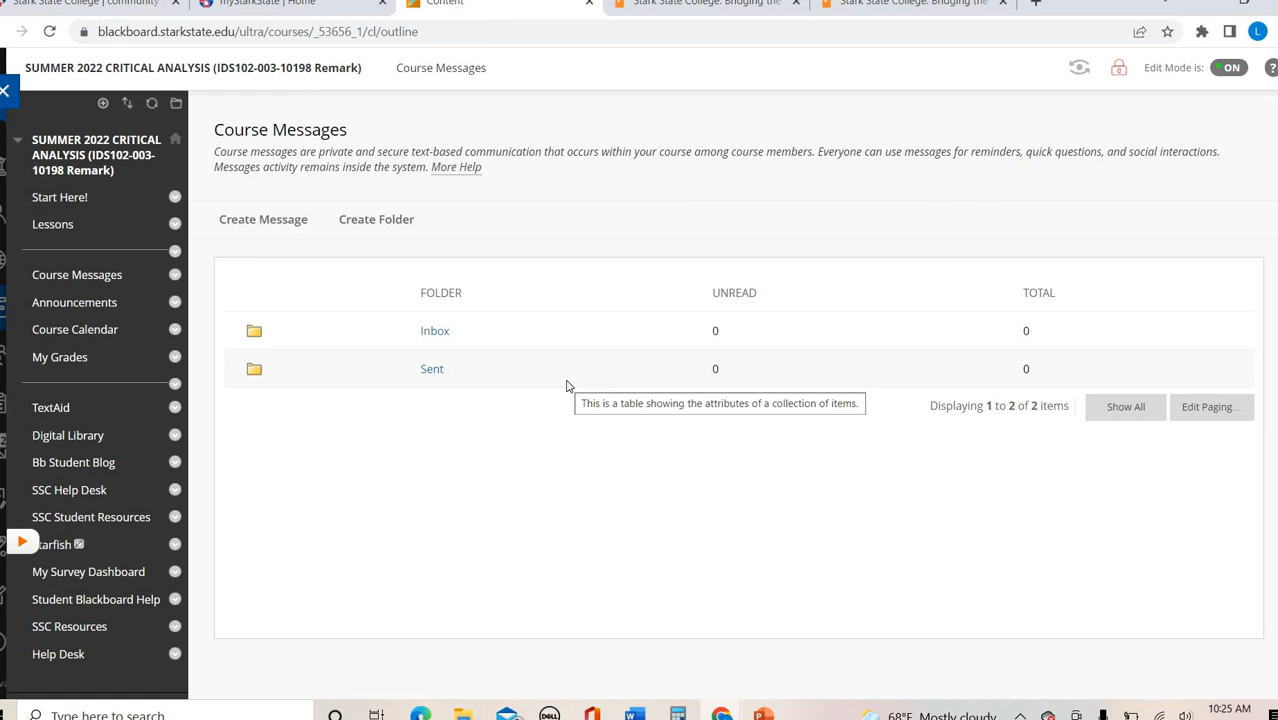 Stark State College | community c
MyStarkState | Home
Content
Stark State College: Bridging the
Stark State College: Bridging the
blackboard.starkstate.edu/ultra/courses/_53656_1/cl/outline
L
SUMMER 2022 CRITICAL ANALYSIS (IDS102-003-10198 Remark)
Course Messages
Edit Mode is:
ON
?
SUMMER 2022 CRITICAL
ANALYSIS (IDS102-003-
10198 Remark)
Start Here!
Lessons
Course Messages
Announcements
Course Calendar
My Grades
TextAid
Digital Library
Bb Student Blog
SSC Help Desk
SSC Student Resources
tarfish
My Survey Dashboard
Student Blackboard Help
SSC Resources
Help Desk
Course Messages
Course messages are private and secure text-based communication that occurs within your course among course members. Everyone can use messages for reminders, quick questions, and social interactions.
Messages activity remains inside the system. More Help
Create Message
Create Folder
FOLDER UNREAD TOTAL
Inbox 0 0
Sent 0 0
This is a table showing the attributes of a collection of items.
Displaying 1 to 2 of 2 items
Show All
Edit Paging...
Type here to search
DELL
68°F Mostly cloudy
10:25 AM